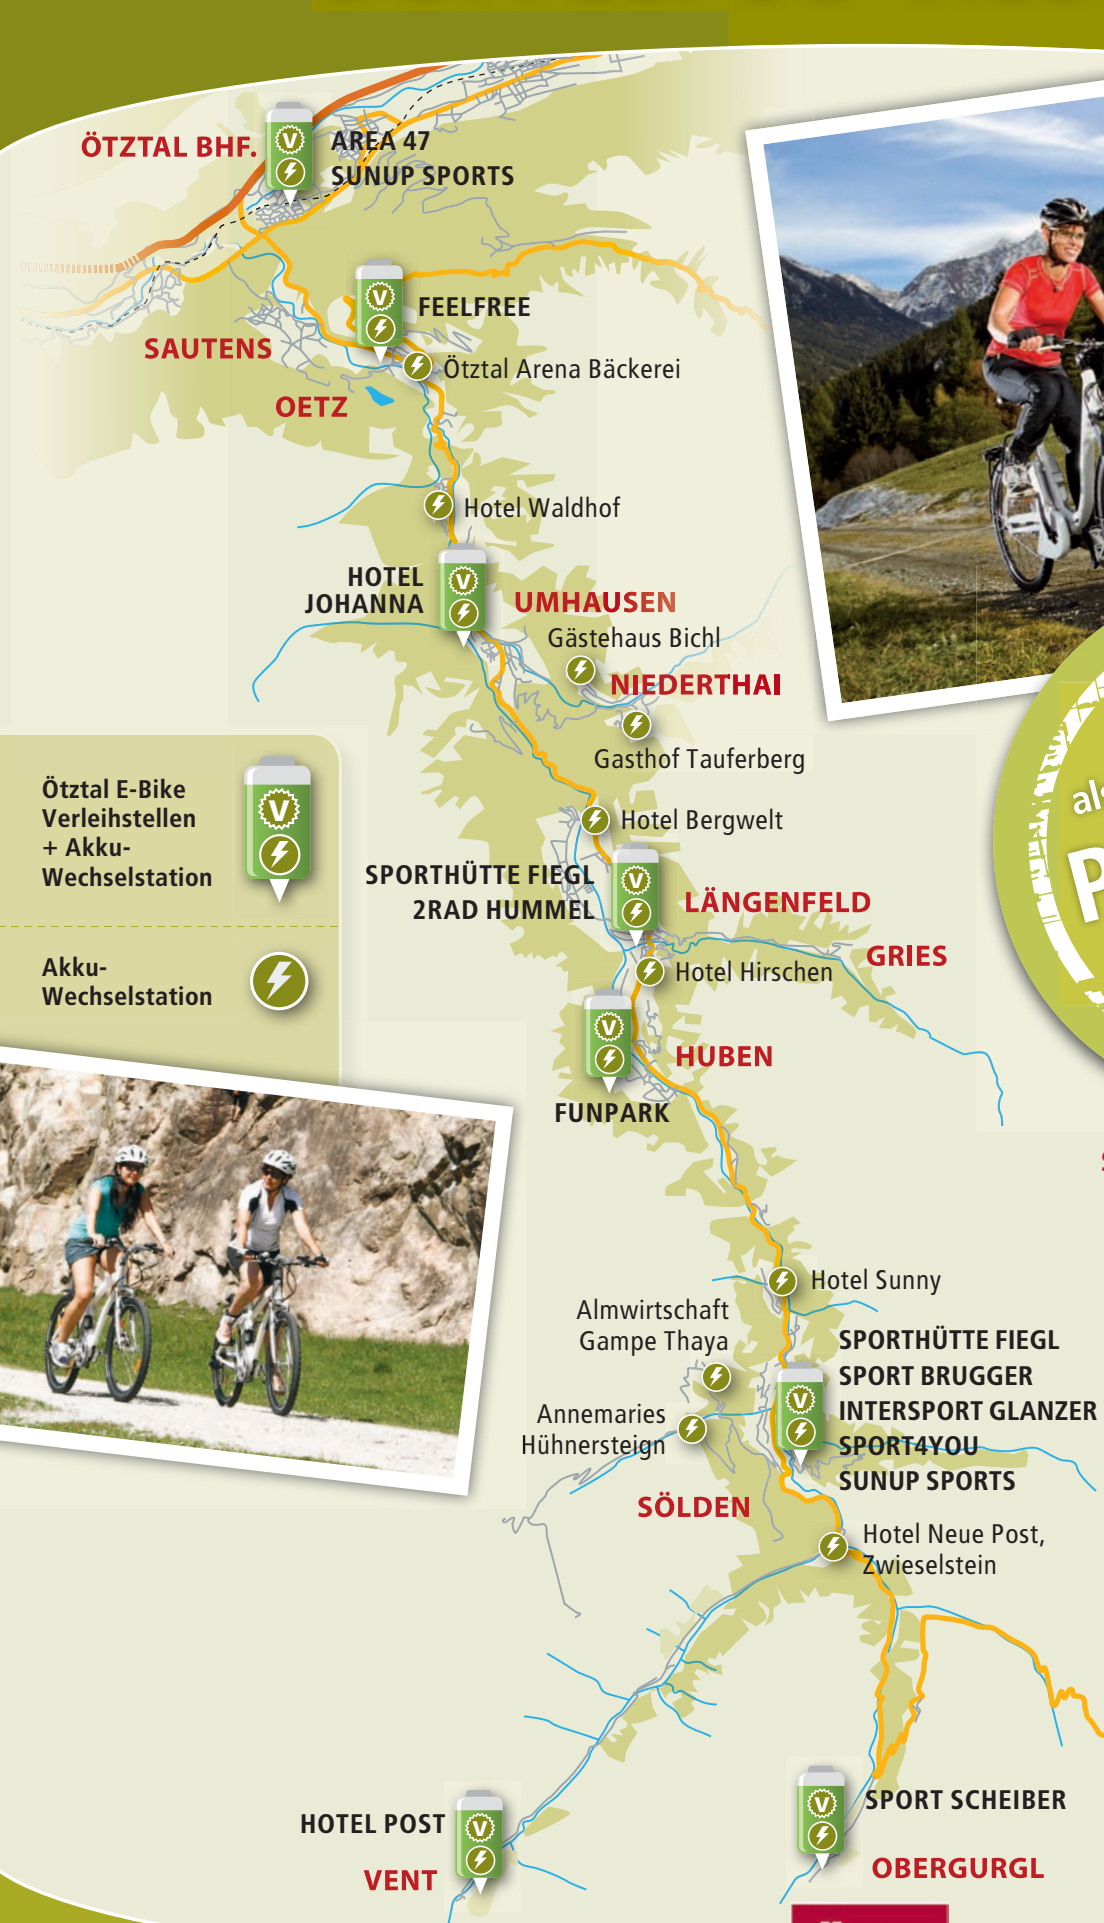 ÖTZTAL BHF.
AREA 47
SUNUP SPORTS
FEELFREE
SAUTENS
Ötztal Arena Bäckerei
OETZ
Hotel Waldhof
HOTEL
JOHANNA
UMHAUSEN
Gästehaus Bichl
NIEDERTHAI
Gasthof Tauferberg
Ötztal E-Bike
Verleihstellen
+ Akku-
Wechselstation
Akku-
Wechselstation
Hotel Bergwelt
SPORTHÜTTE FIEGL
2RAD HUMMEL
LÄNGENFELD
GRIES
Hotel Hirschen
HUBEN
FUNPARK
Hotel Sunny
Almwirtschaft
Gampe Thaya
SPORTHÜTTE FIEGL
SPORT BRUGGER
INTERSPORT GLANZER
SPORT4YOU
SUNUP SPORTS
Annemaries
Hühnersteign
SÖLDEN
Hotel Neue Post,
Zwieselstein
HOTEL POST
VENT
SPORT SCHEIBER
OBERGURGL